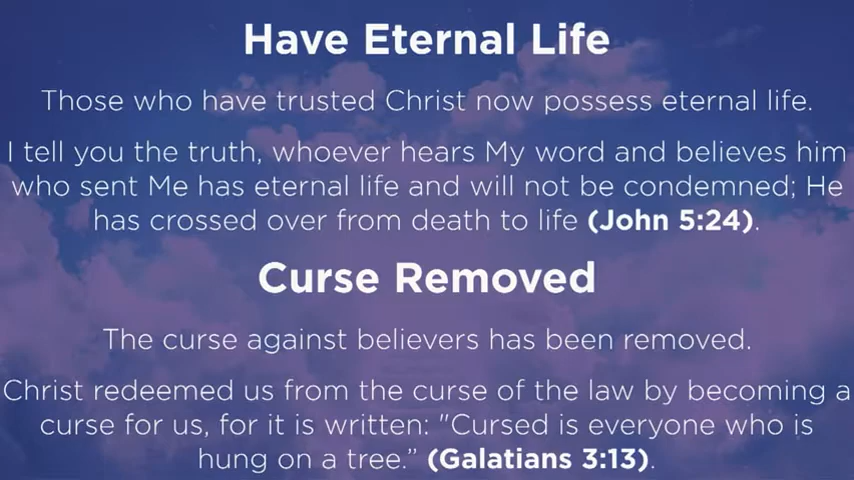 Have Eternal Life
Those who have trusted Christ now possess eternal life.
I tell you the truth, whoever hears My word and believes him
who sent Me has eternal life and will not be condemned; He
has crossed over from death to life (John 5:24).
Curse Removed
The curse against believers has been removed.
Christ redeemed us from the curse of the law by becoming a
curse for us, for it is written: "Cursed is everyone who is
hung on a tree.” (Galatians 3:13).